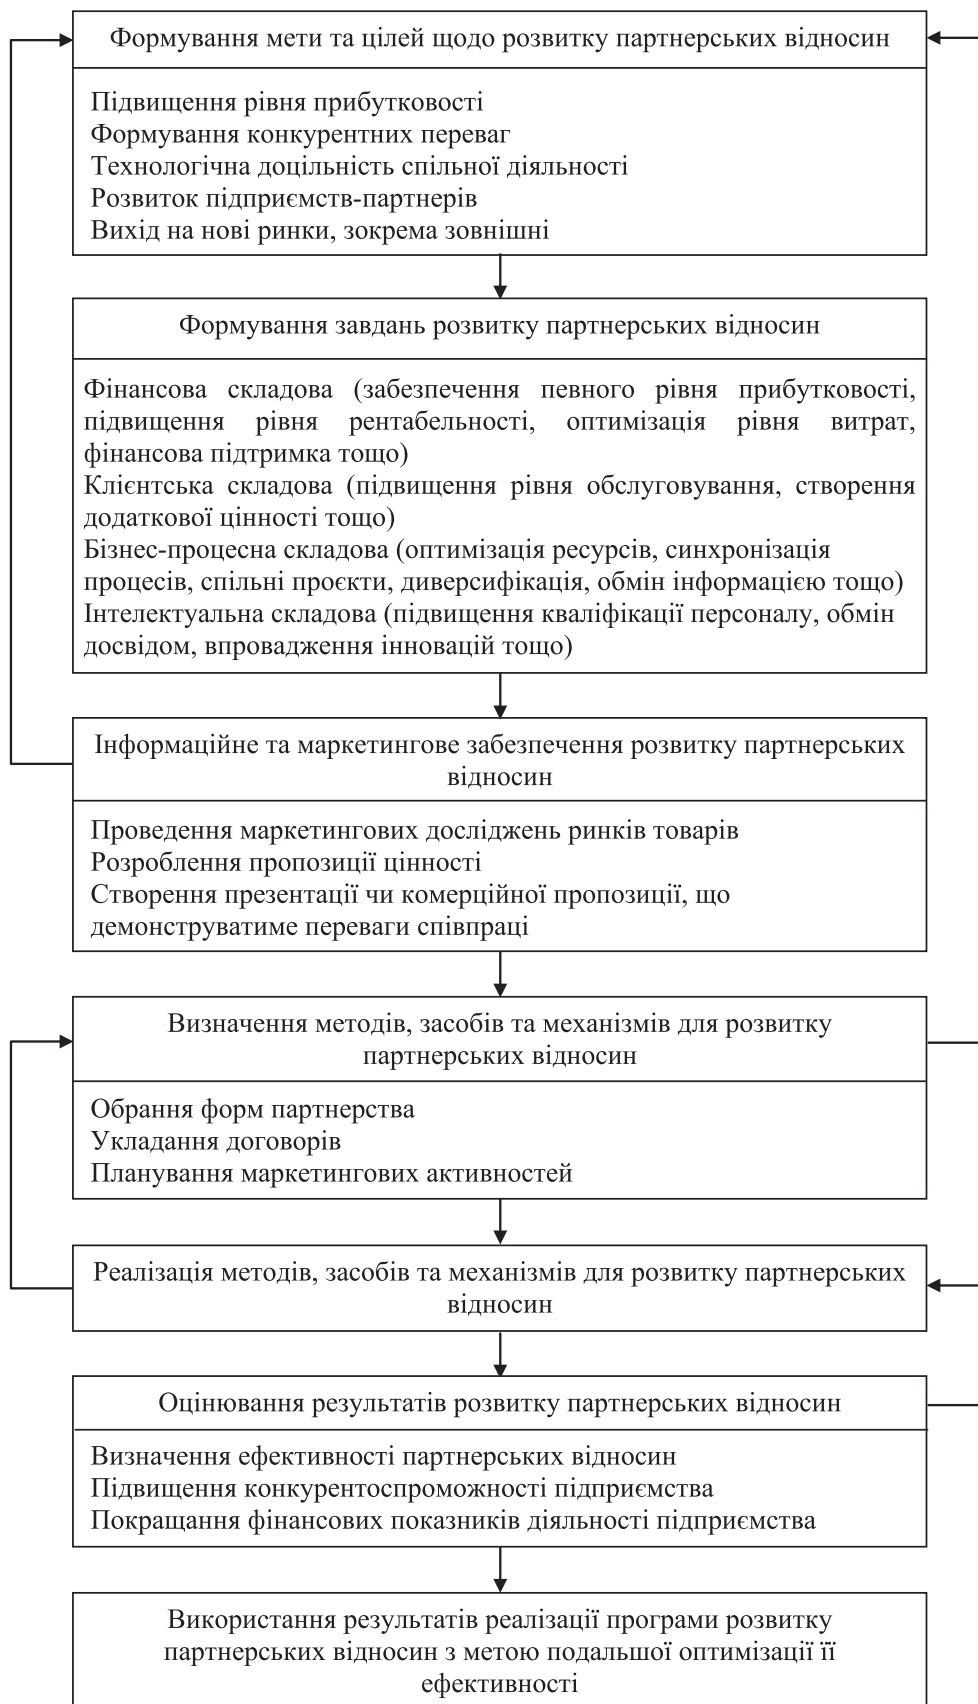 Формування мети та цілей щодо розвитку партнерських відносин
Підвищення рівня прибутковості
Формування конкурентних переваг
Технологічна доцільність спільної діяльності
Розвиток підприємств-партнерів
Вихід на нові ринки, зокрема зовнішні
Формування завдань розвитку партнерських відносин
Фінансова складова (забезпечення певного рівня прибутковості,
підвищення рівня рентабельності, оптимізація рівня витрат,
фінансова підтримка тощо)
Клієнтська складова (підвищення рівня обслуговування, створення
додаткової цінності тощо)
Бізнес-процесна складова (оптимізація ресурсів, синхронізація
процесів, спільні проєкти, диверсифікація, обмін інформацією тощо)
Інтелектуальна складова (підвищення кваліфікації персоналу, обмін
досвідом, впровадження інновацій тощо)
Інформаційне та маркетингове забезпечення розвитку партнерських
відносин
Проведення маркетингових досліджень ринків товарів
Розроблення пропозиції цінності
Створення презентації чи комерційної пропозиції, що
демонструватиме переваги співпраці
Визначення методів, засобів та механізмів для розвитку
партнерських відносин
Обрання форм партнерства
Укладання договорів
Планування маркетингових активностей
Реалізація методів, засобів та механізмів для розвитку партнерських
відносин
Оцінювання результатів розвитку партнерських відносин
Визначення ефективності партнерських відносин
Підвищення конкурентоспроможності підприємства
Покращання фінансових показників діяльності підприємства
Використання результатів реалізації програми розвитку
партнерських відносин з метою подальшої оптимізації її
ефективності